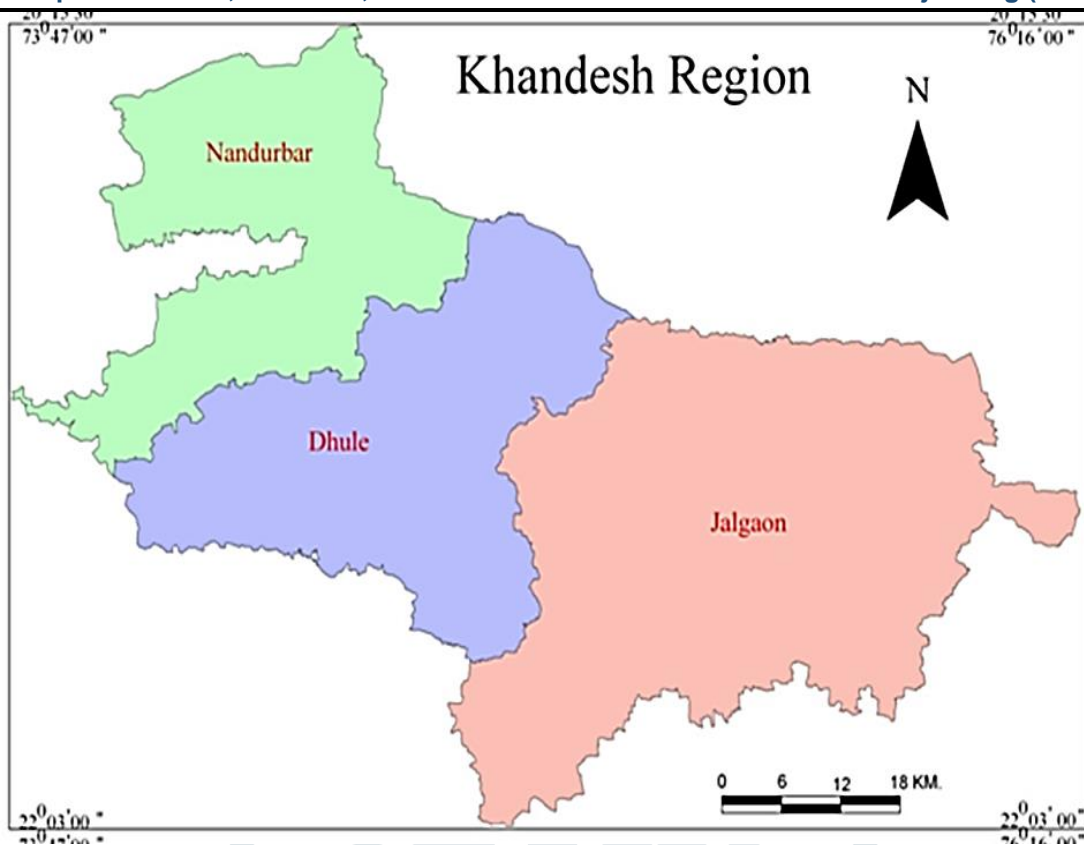 73°47'00"
76°16'00"
Khandesh Region
N
Nandurbar
Dhule
Jalgaon
0 6 12 18 KM.
22°03'00"
22°03'00"